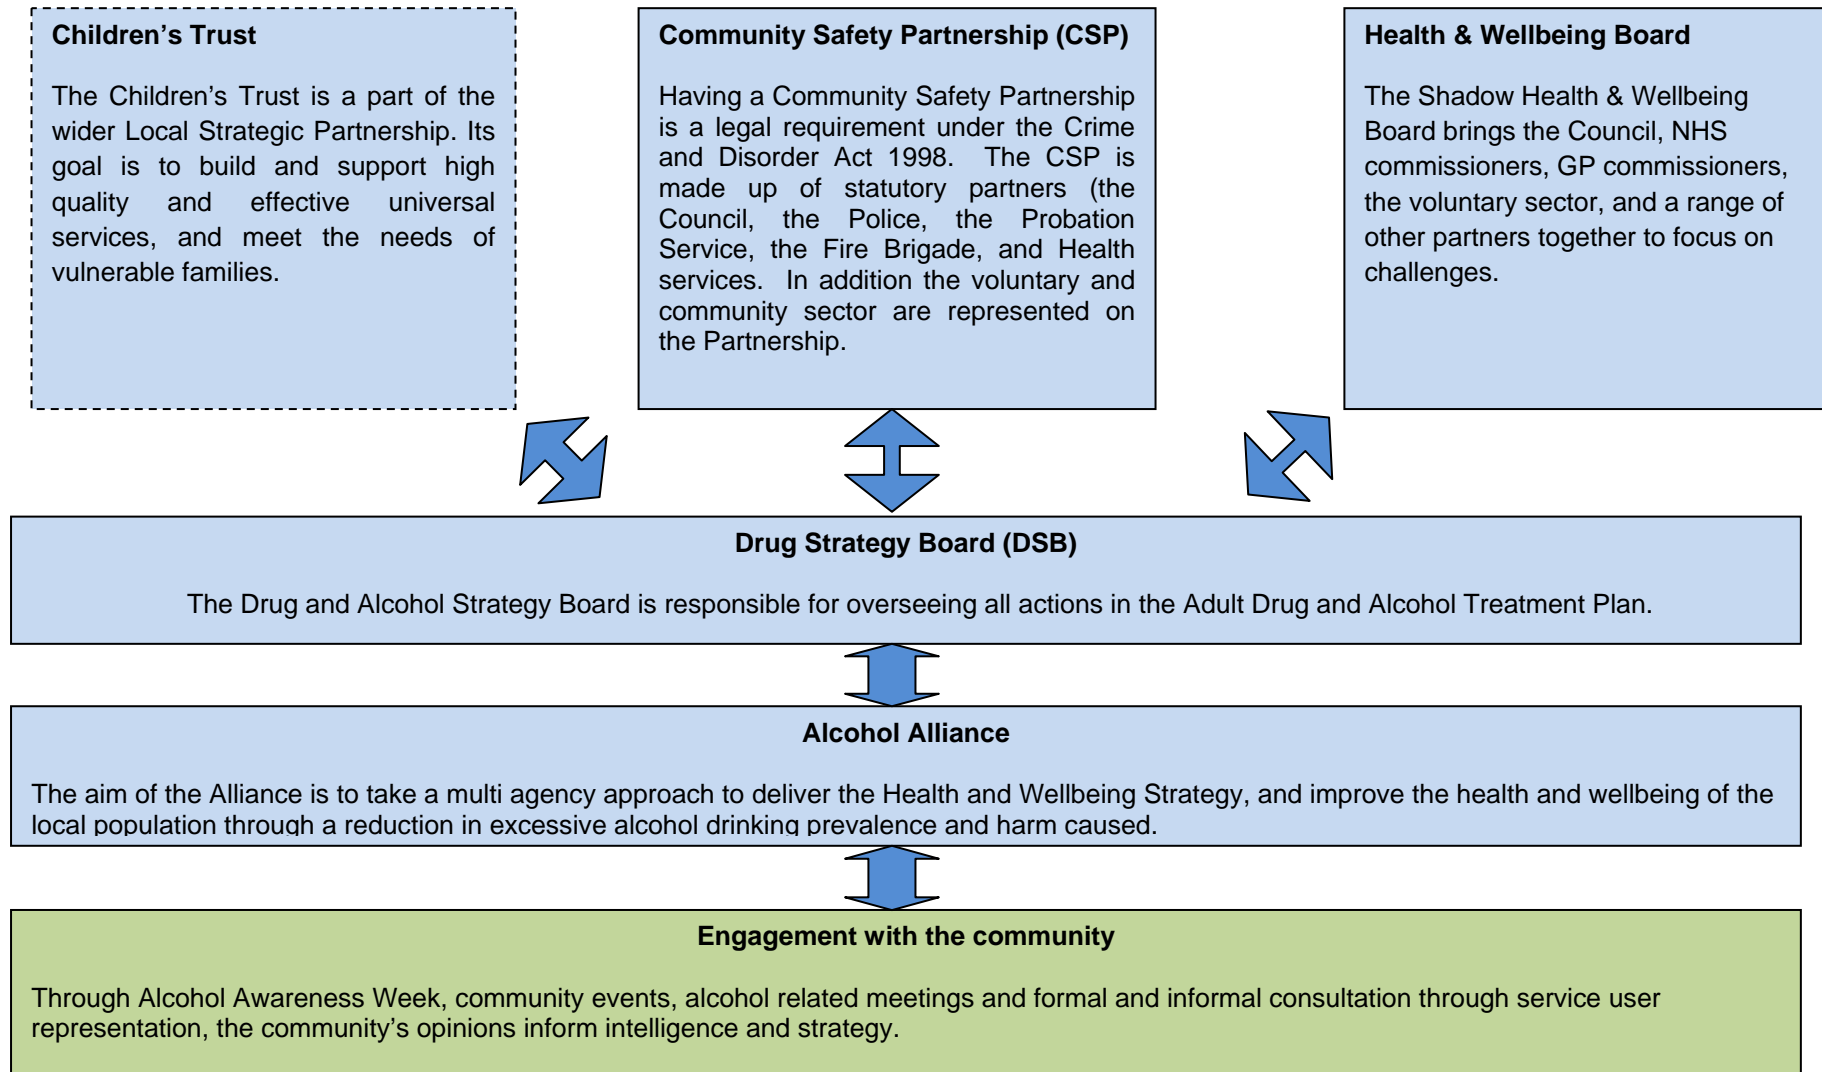 Children’s Trust
The Children’s Trust is a part of the
wider Local Strategic Partnership. Its
goal is to build and support high
quality and effective universal
services, and meet the needs of
vulnerable families.
Community Safety Partnership (CSP)
Having a Community Safety Partnership
is a legal requirement under the Crime
and Disorder Act 1998. The CSP is
made up of statutory partners (the
Council, the Police, the Probation
Service, the Fire Brigade, and Health
services. In addition the voluntary and
community sector are represented on
the Partnership.
Health & Wellbeing Board
The Shadow Health & Wellbeing
Board brings the Council, NHS
commissioners, GP commissioners,
the voluntary sector, and a range of
other partners together to focus on
challenges.
Drug Strategy Board (DSB)
The Drug and Alcohol Strategy Board is responsible for overseeing all actions in the Adult Drug and Alcohol Treatment Plan.
Alcohol Alliance
The aim of the Alliance is to take a multi agency approach to deliver the Health and Wellbeing Strategy, and improve the health and wellbeing of the
local population through a reduction in excessive alcohol drinking prevalence and harm caused.
Engagement with the community
Through Alcohol Awareness Week, community events, alcohol related meetings and formal and informal consultation through service user
representation, the community’s opinions inform intelligence and strategy.